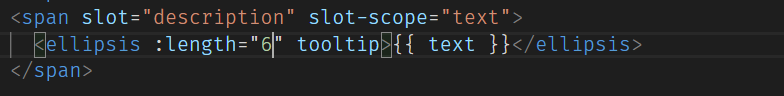 <span slot="description" slot-scope="text">
<ellipsis :length="6" tooltip>{{ text }}</ellipsis>
</span>